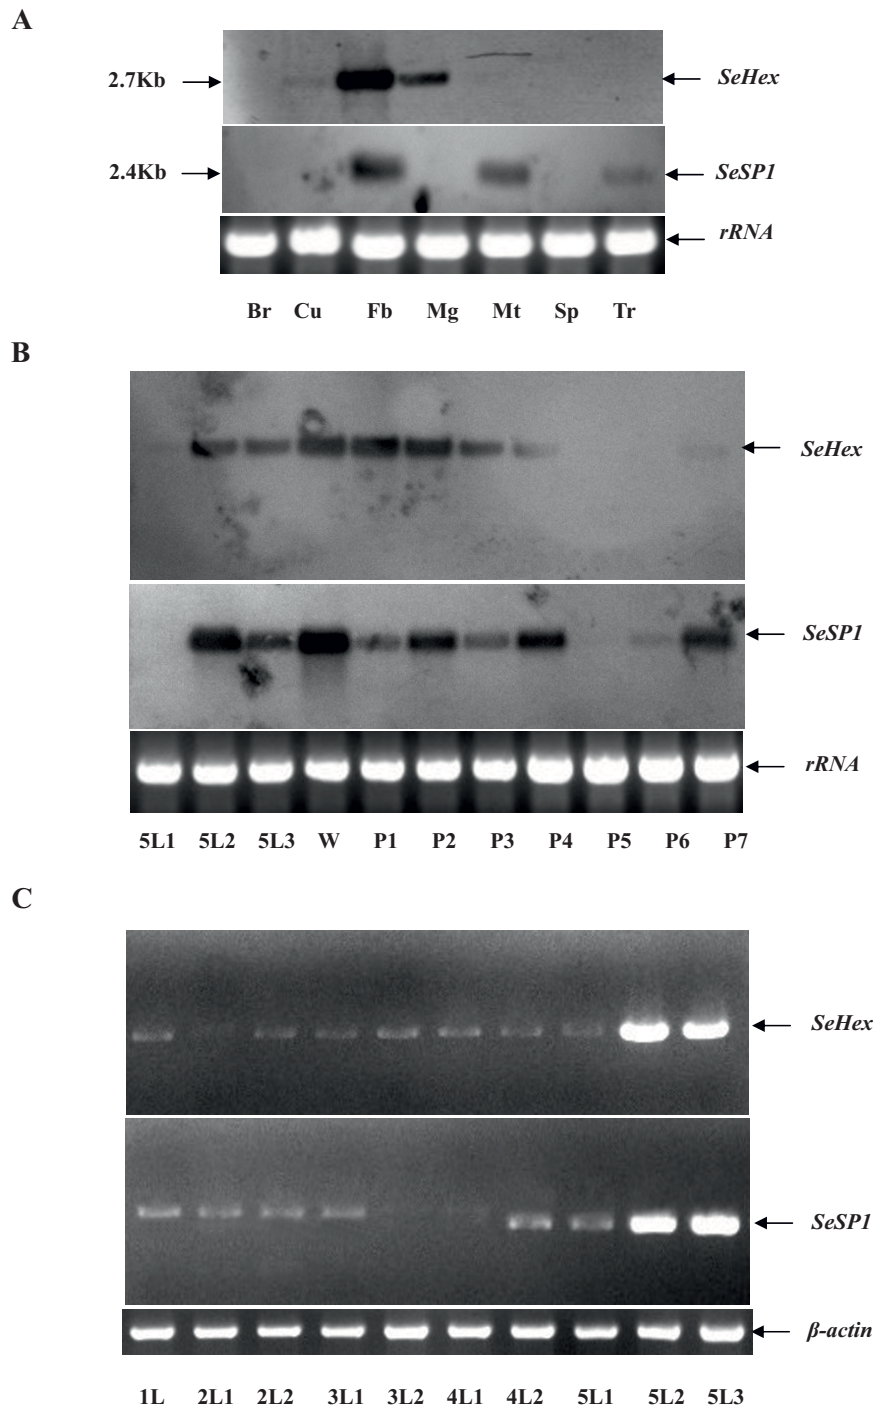 A
2.7Kb SeHex
2.4Kb SeSP1
rRNA
Br Cu Fb Mg Mt Sp Tr
B
SeHex
SeSP1
rRNA
5L1 5L2 5L3 W P1 P2 P3 P4 P5 P6 P7
C
SeHex
SeSP1
β-actin
1L 2L1 2L2 3L1 3L2 4L1 4L2 5L1 5L2 5L3